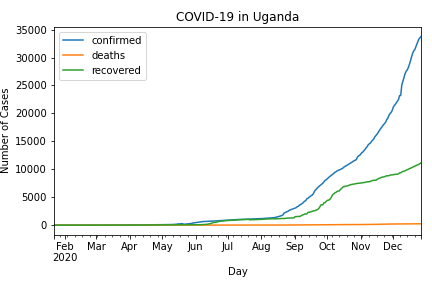 COVID-19 in Uganda
35000
30000
25000
20000
15000
10000
5000
0
Number of Cases
confirmed
deaths
recovered
Feb Mar Apr May Jun Jul Aug Sep Oct Nov Dec
2020
Day